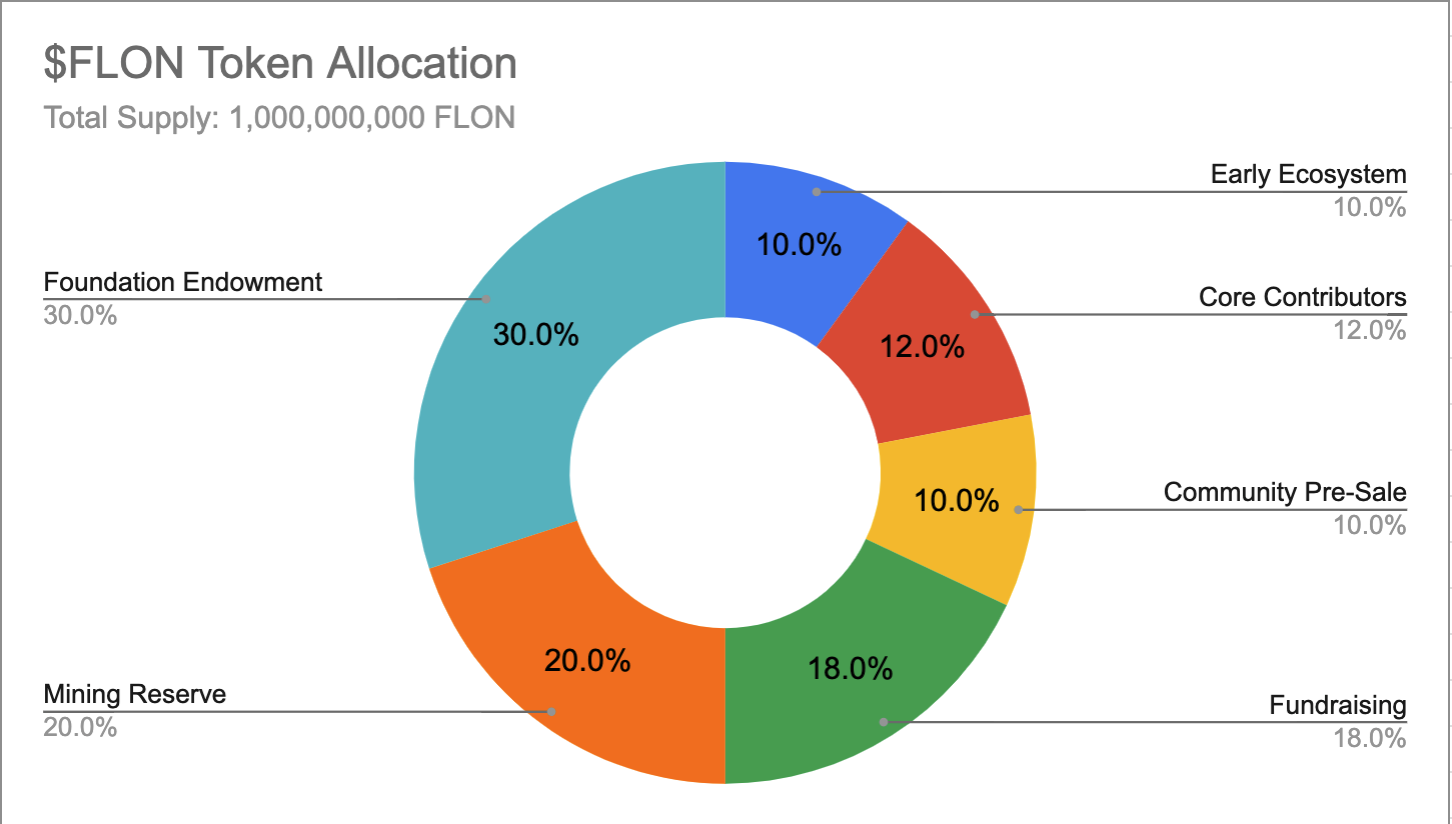 $FLON Token Allocation
Total Supply: 1,000,000,000 FLON
Early Ecosystem
10.0%
10.0%
Foundation Endowment
30.0%
30.0%
Core Contributors
12.0%
12.0%
Community Pre-Sale
10.0%
10.0%
Mining Reserve
20.0%
20.0%
18.0%
Fundraising
18.0%